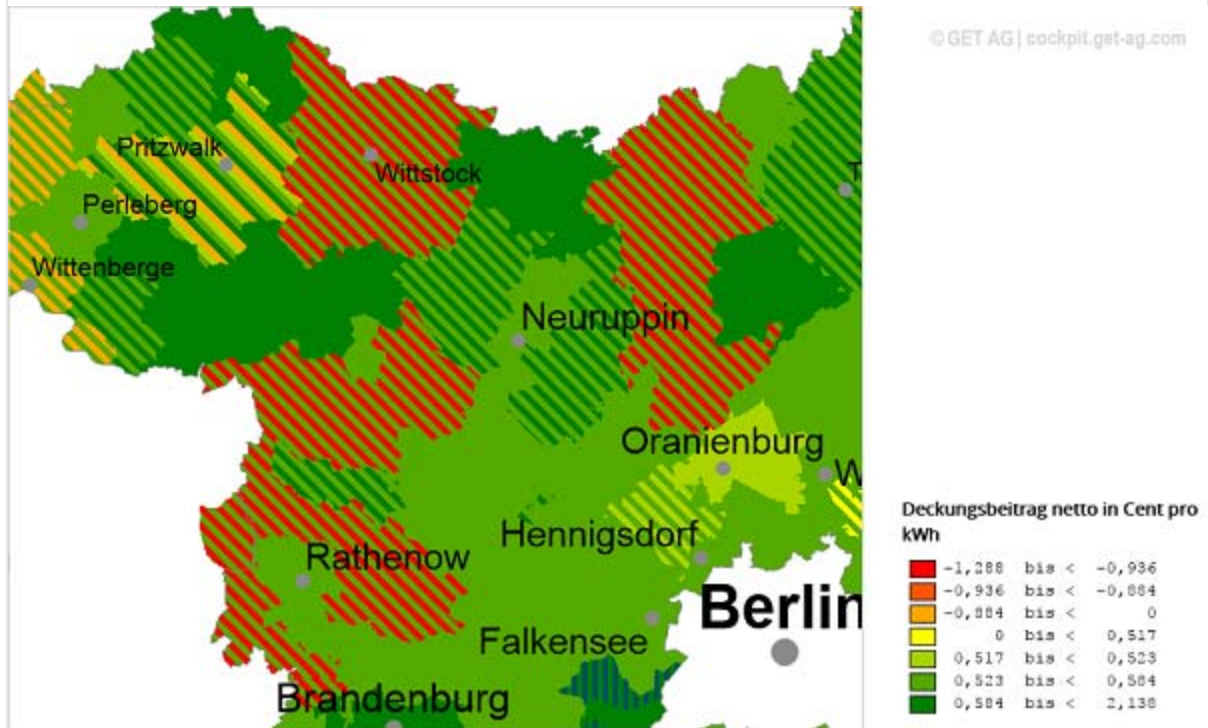 © GET AG | cockpit.get-ag.com
Pritzwalk
Wittstock
T
Perleberg
Wittenberge
Neuruppin
Oranienburg
W
Hennigsdorf
Rathenow
Berlin
Falkensee
Brandenburg
Deckungsbeitrag netto in Cent pro
kWh
-1,288 bis < -0,936
-0,936 bis < -0,884
-0,884 bis < 0
0 bis < 0,517
0,517 bis < 0,523
0,523 bis < 0,584
0,584 bis < 2,138